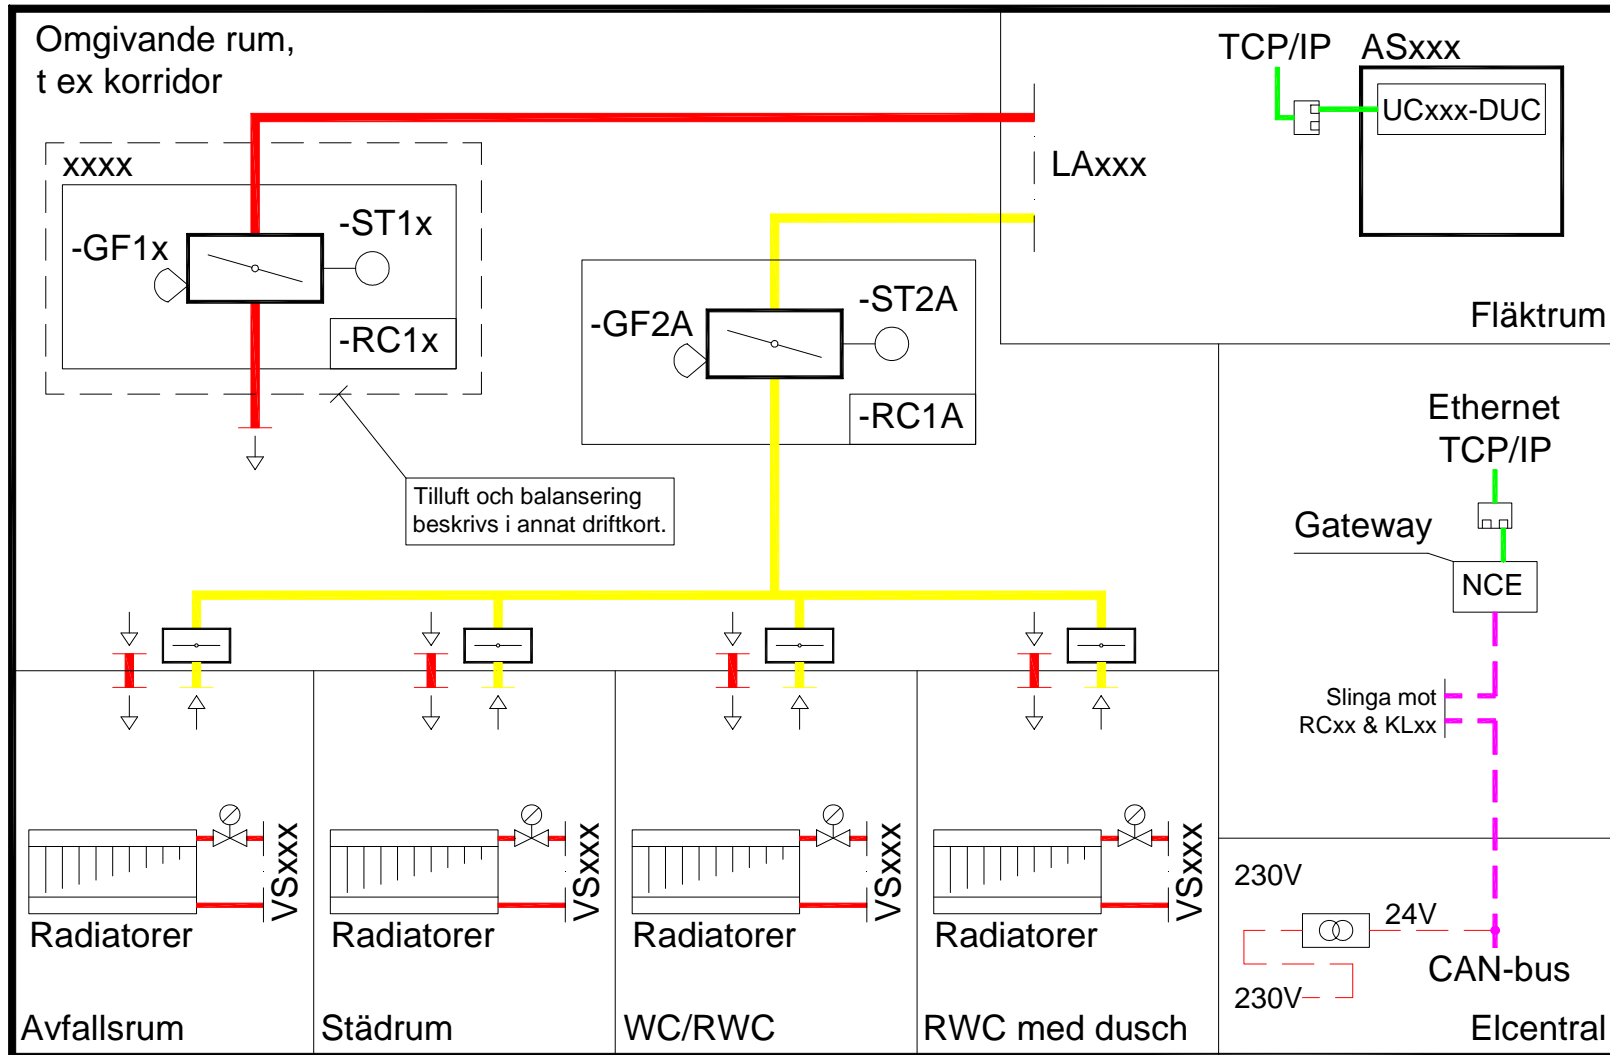 Omgivande rum,
t ex korridor
TCP/IP
ASxxx
UCxxx-DUC
LAxxx
Fläktrum
xxxx
-GF1x
-ST1x
-RC1x
-GF2A
-ST2A
-RC1A
Tilluft och balansering
beskrivs i annat driftkort.
Ethernet
TCP/IP
Gateway
NCE
Slinga mot
RCxx & KLxx
230V
24V
230V
CAN-bus
Elcentral
VSxxx
Radiatorer
Avfallsrum
VSxxx
Radiatorer
Städrum
VSxxx
Radiatorer
WC/RWC
VSxxx
Radiatorer
RWC med dusch